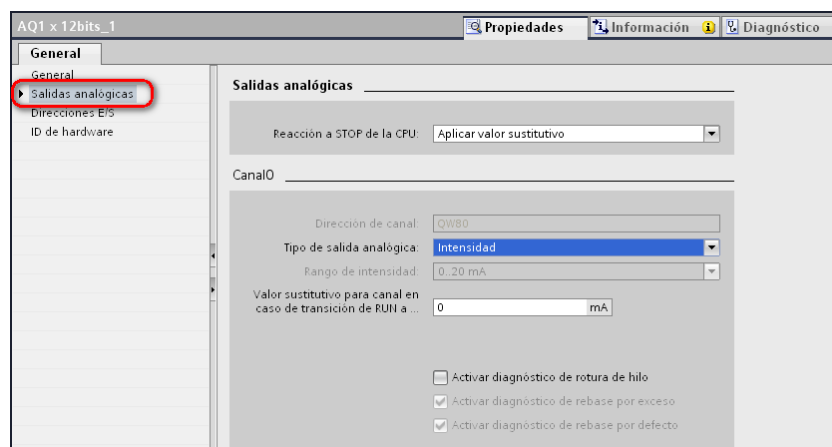 AQ1 x 12bits_1
Propiedades
Información
Diagnóstico
General
General
Salidas analógicas
Direcciones E/S
ID de hardware
Salidas analógicas
Reacción a STOP de la CPU:
Aplicar valor sustitutivo
Canal0
Dirección de canal:
QW80
Tipo de salida analógica:
Intensidad
Rango de intensidad:
0..20 mA
Valor sustitutivo para canal en
caso de transición de RUN a ...
0
mA
Activar diagnóstico de rotura de hilo
Activar diagnóstico de rebase por exceso
Activar diagnóstico de rebase por defecto